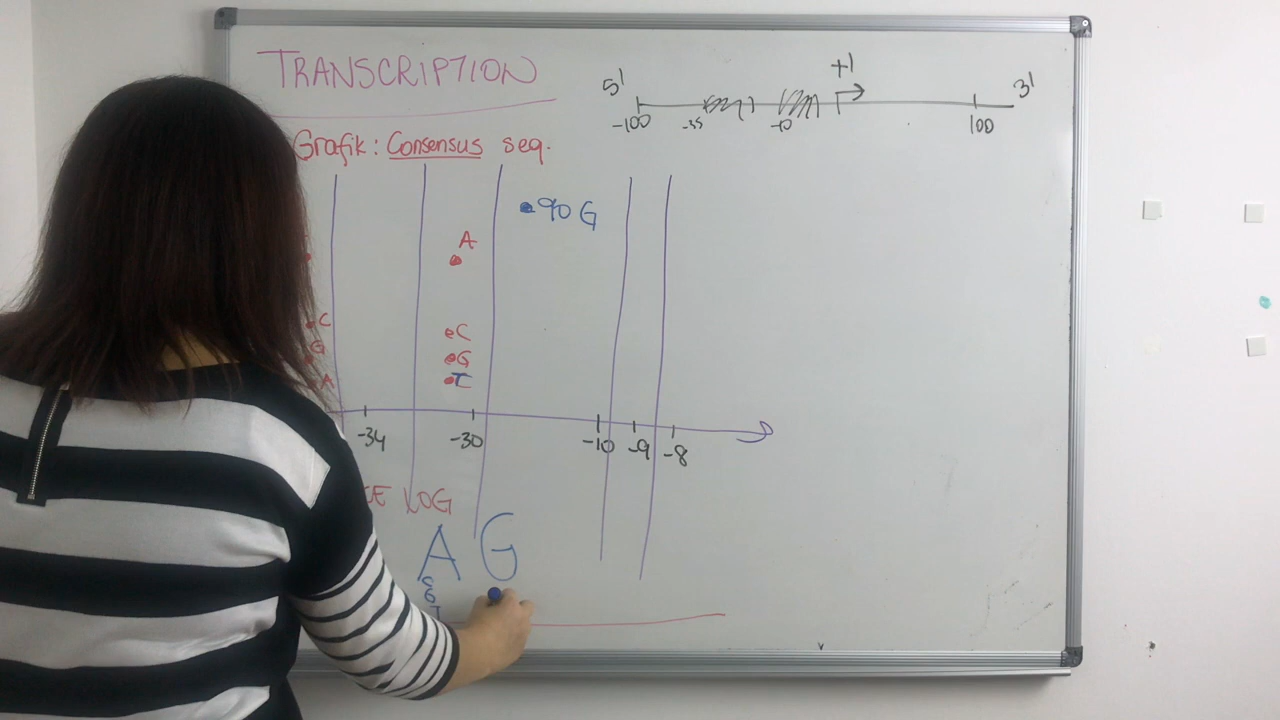 TRANSCRIPTION
Grafik: Consensus seq.
5' 3'
+1
-100 -35 -10 100
90 G
A
C
G
A
C
G
T
-34 -30 -10 -9 -8
LOG
A G
C
G
T